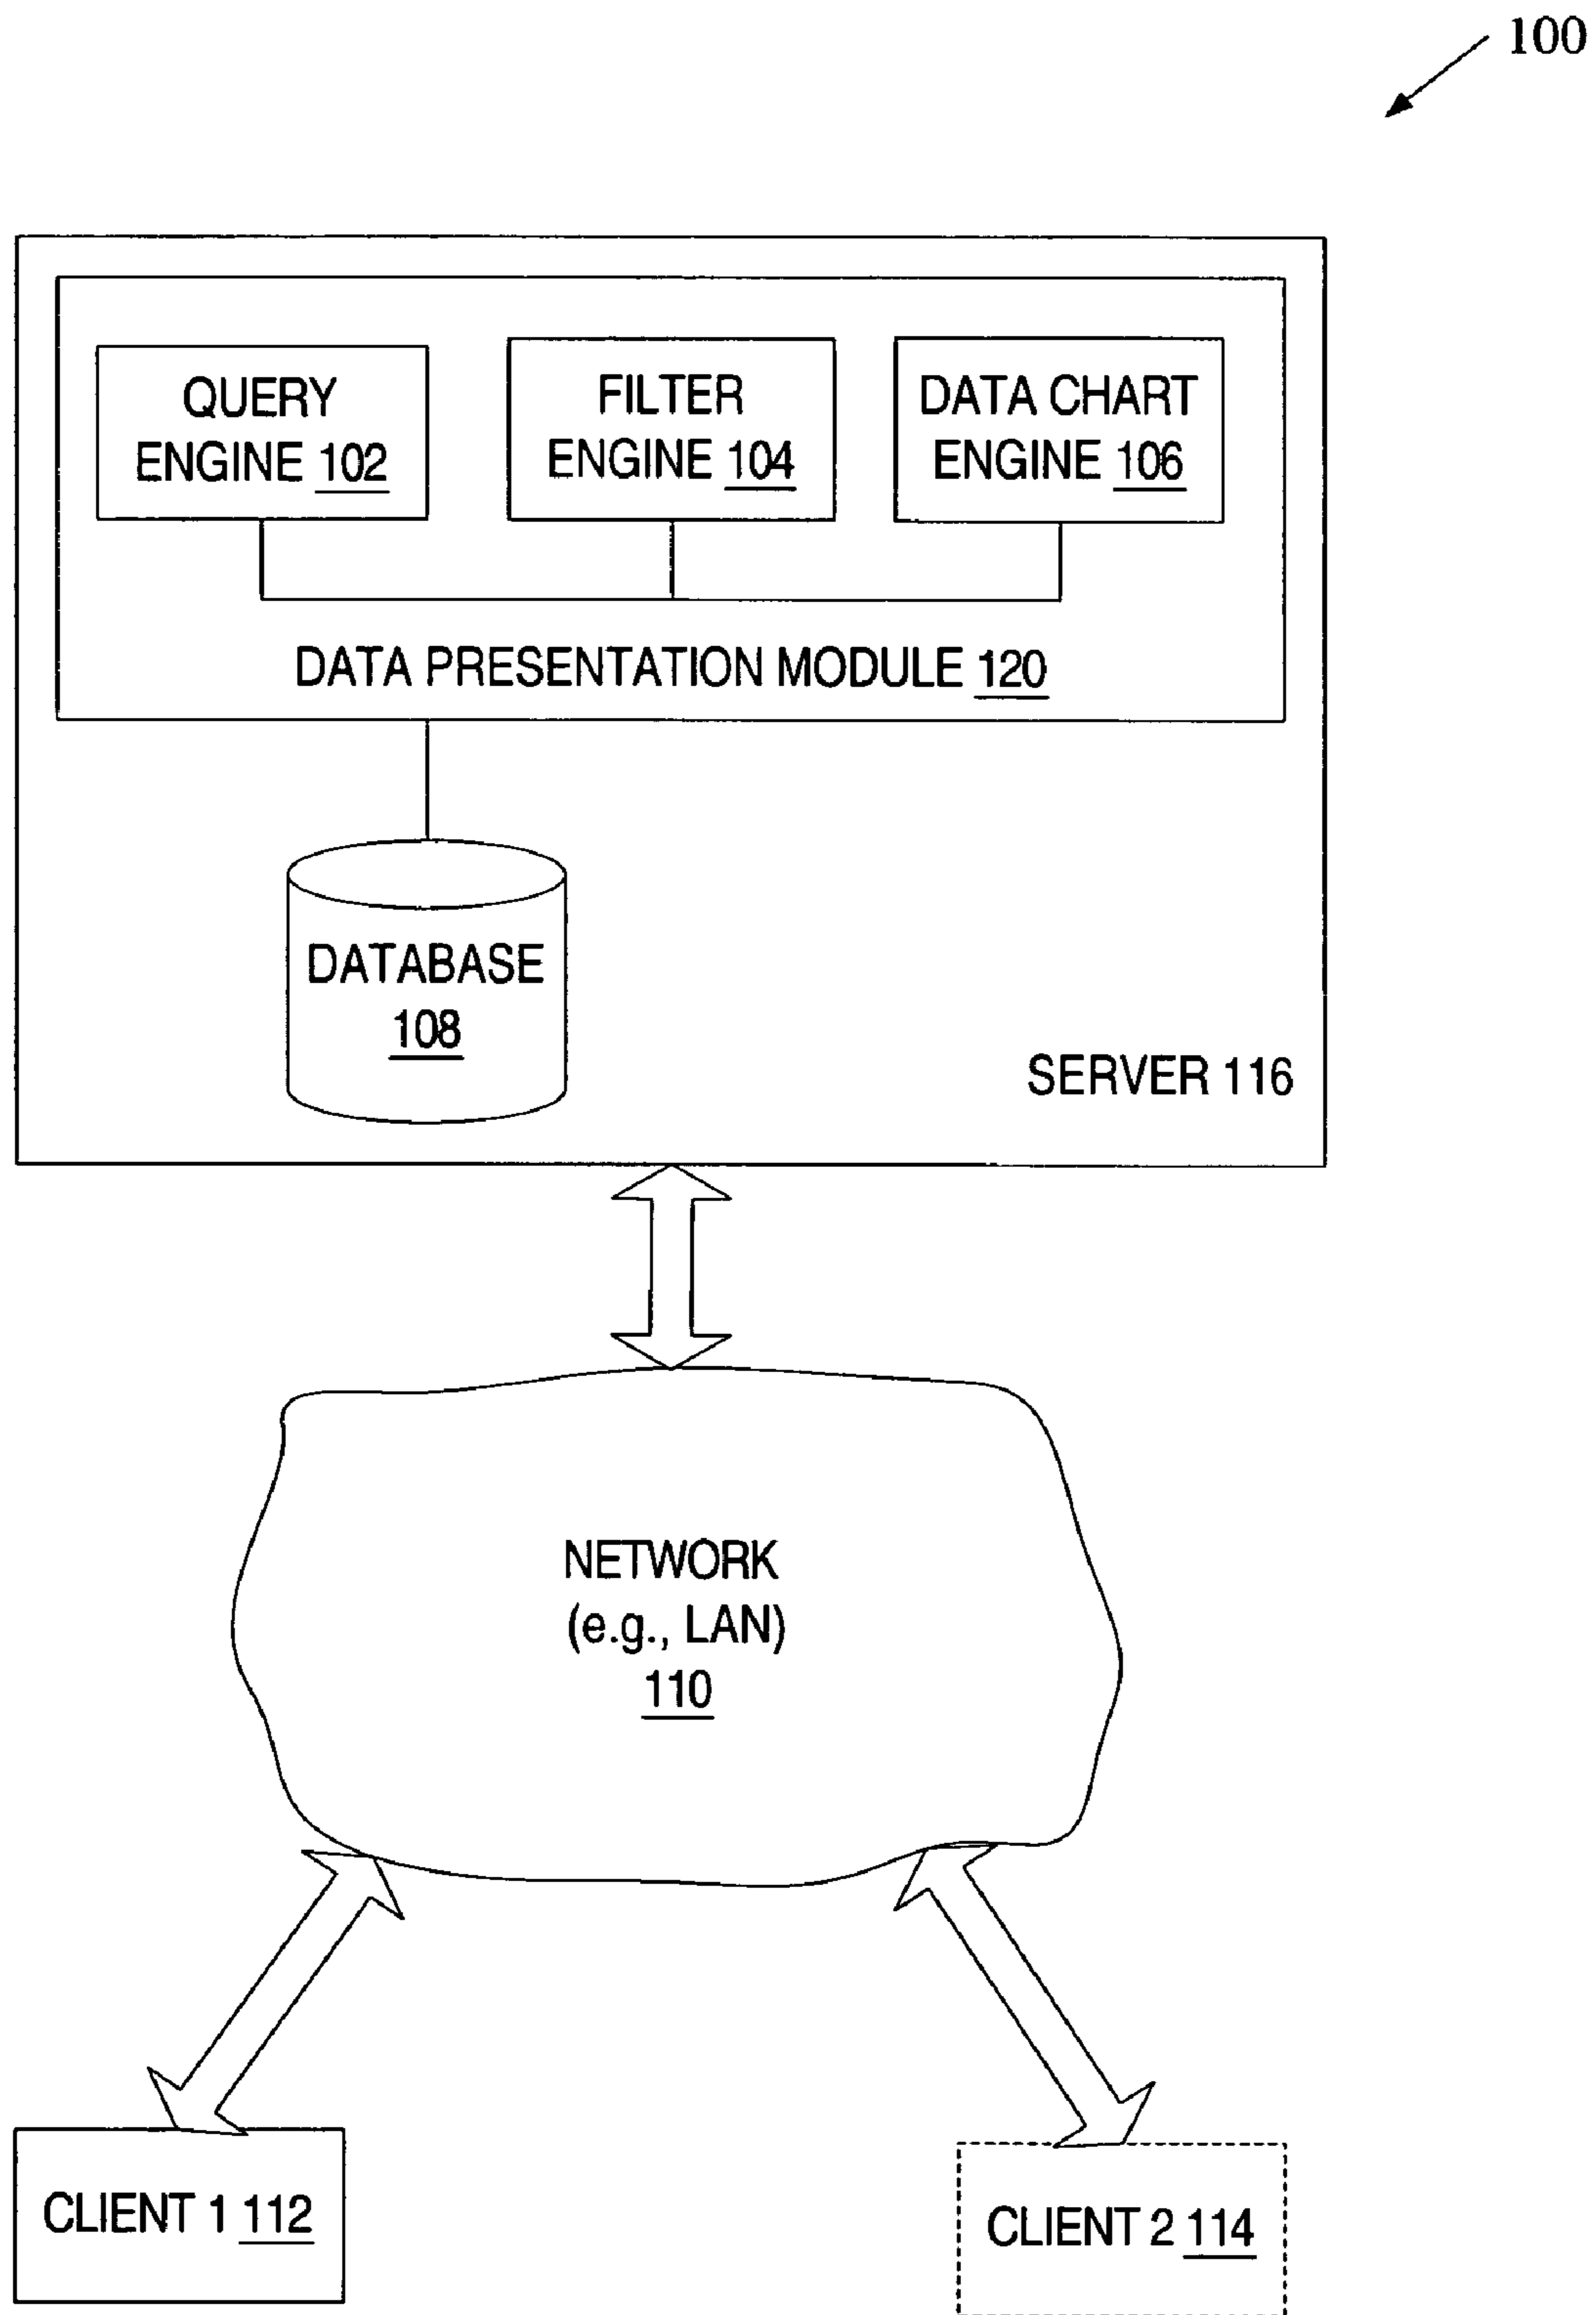 100
QUERY
ENGINE 102
FILTER
ENGINE 104
DATA CHART
ENGINE 106
DATA PRESENTATION MODULE 120
DATABASE
108
SERVER 116
NETWORK
(e.g., LAN)
110
CLIENT 1 112
CLIENT 2 114